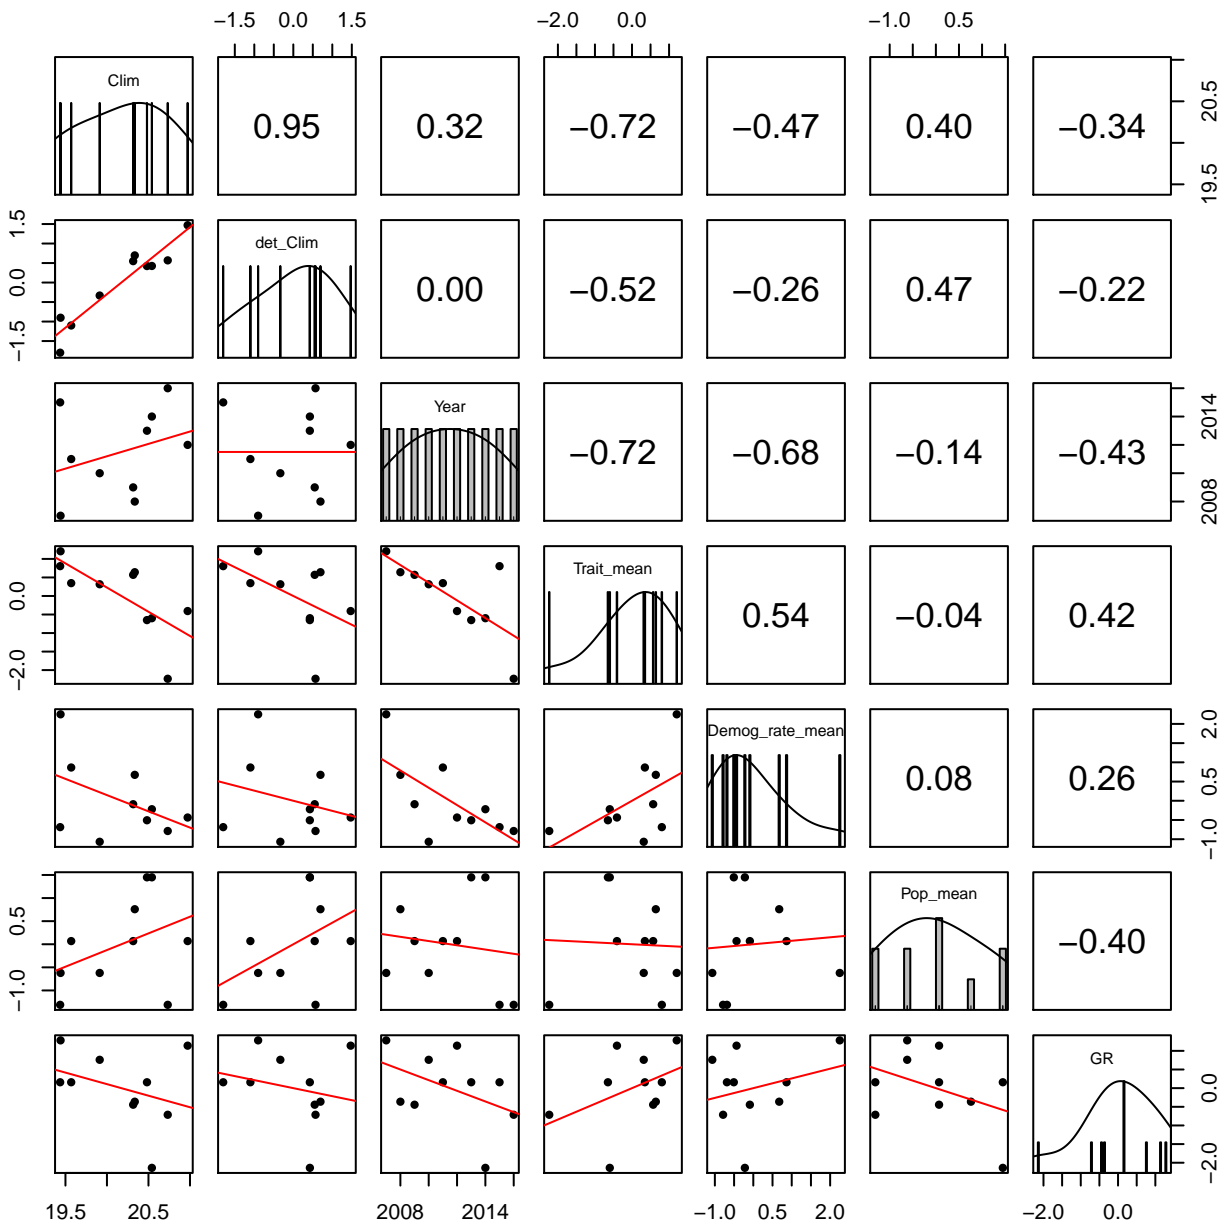 −1.5 0.0 1.5 −2.0 0.0 −1.0 0.5
Clim 0.95 0.32 −0.72 −0.47 0.40 −0.34 19.5 20.5
−1.5 0.0 1.5 det_Clim 0.00 −0.52 −0.26 0.47 −0.22
Year −0.72 −0.68 −0.14 −0.43 2008 2014
−2.0 0.0 Trait_mean 0.54 −0.04 0.42
Demog_rate_mean 0.08 0.26 −1.0 0.5 2.0
−1.0 0.5 Pop_mean −0.40
GR −2.0 0.0
19.5 20.5 2008 2014 −1.0 0.5 2.0 −2.0 0.0